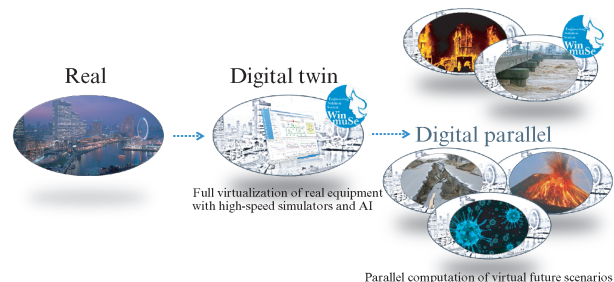 Real
Digital twin
Win
muSe
Full virtualization of real equipment
with high-speed simulators and AI
Win
muSe
Digital parallel
Parallel computation of virtual future scenarios